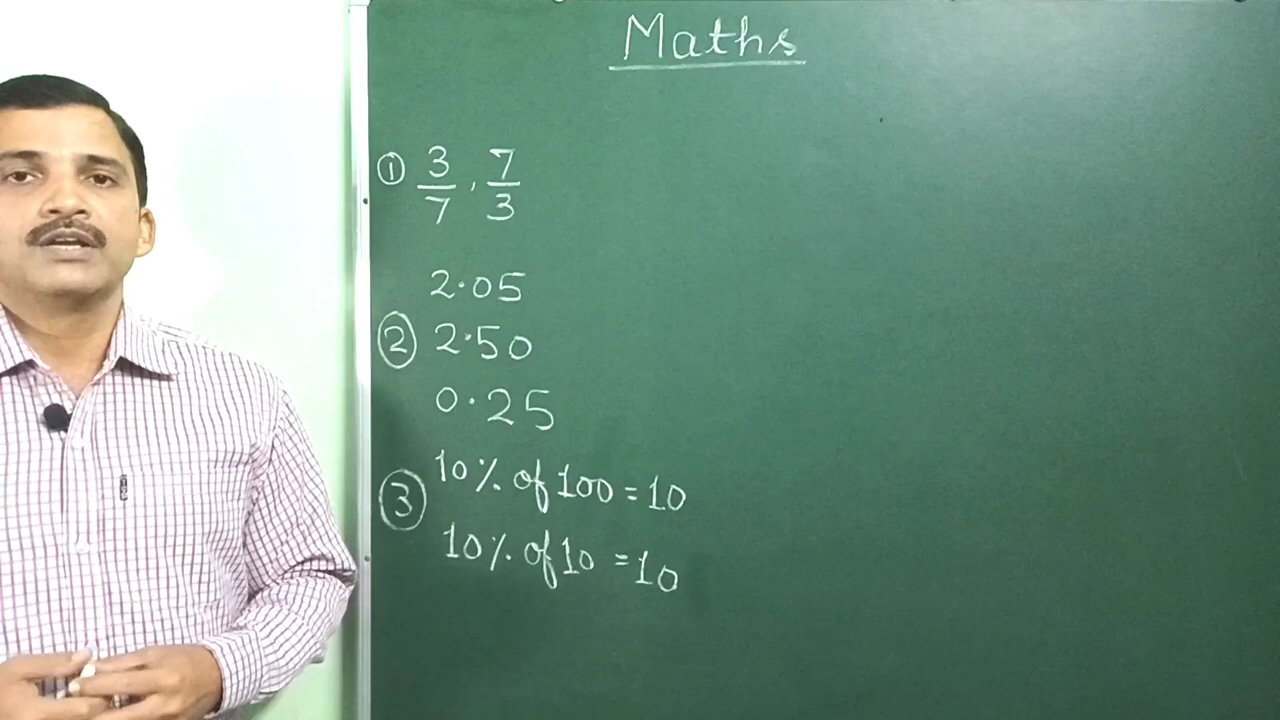 Maths
① 3/7, 7/3
2.05
② 2.50
0.25
③ 10% of 100 = 10
10% of 10 = 10